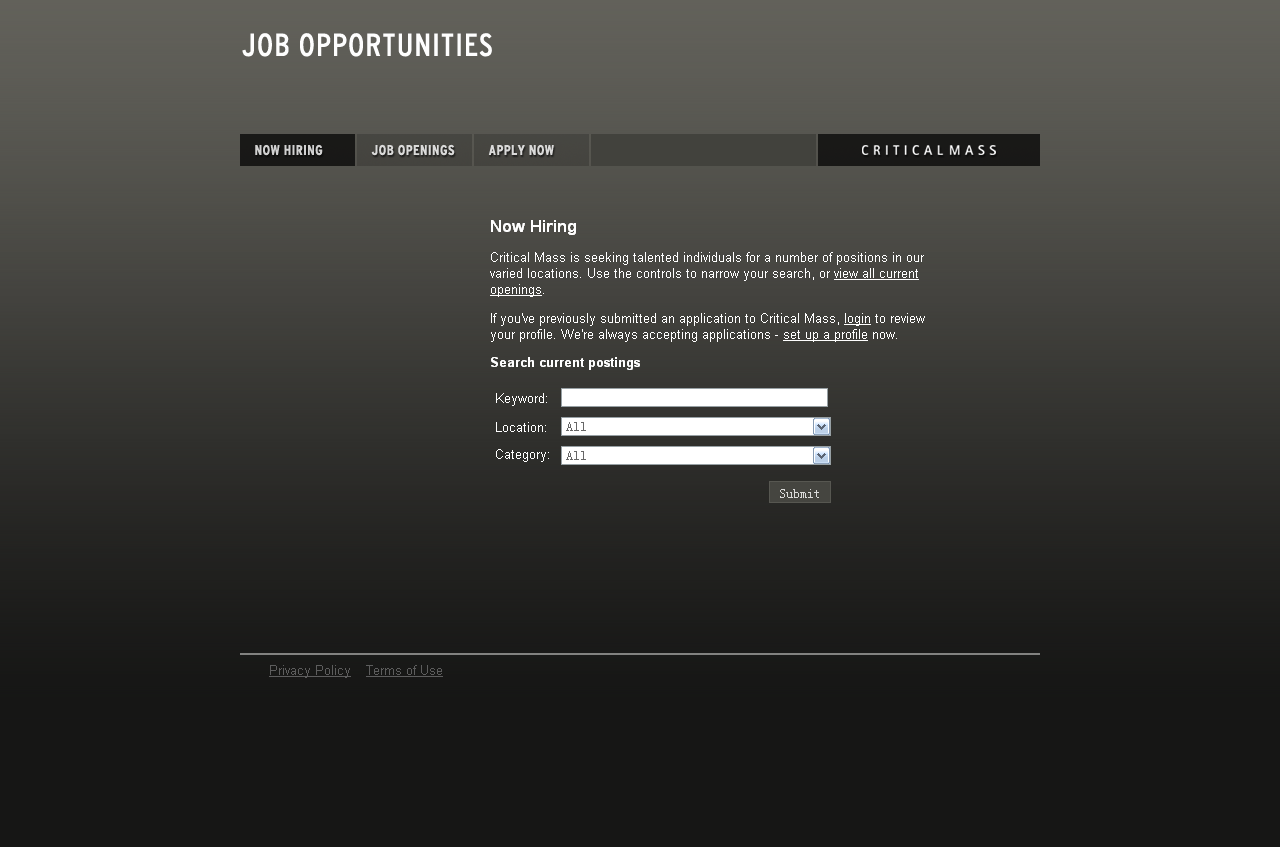 JOB OPPORTUNITIES
NOW HIRING JOB OPENINGS APPLY NOW CRITICALMASS
Now Hiring
Critical Mass is seeking talented individuals for a number of positions in our
varied locations. Use the controls to narrow your search, or view all current
openings.
If you've previously submitted an application to Critical Mass, login to review
your profile. We're always accepting applications - set up a profile now.
Search current postings
Keyword:
Location: All
Category: All
Submit
Privacy Policy Terms of Use